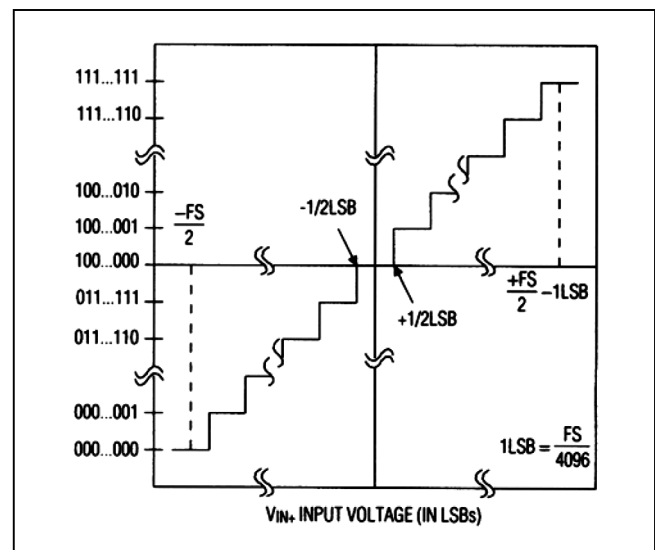 111...111
111...110
100...010
100...001
100...000
011...111
011...110
000...001
000...000
–FS
2
-1/2LSB
+1/2LSB
+FS
2
–1LSB
1LSB = FS
4096
VIN+ INPUT VOLTAGE (IN LSBs)